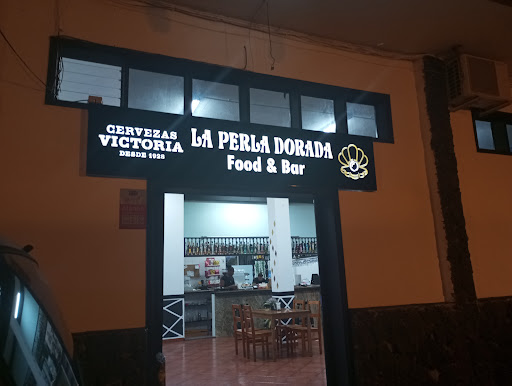 CERVEZAS
VICTORIA
DESDE 1928
LA PERLA DORADA
Food & Bar